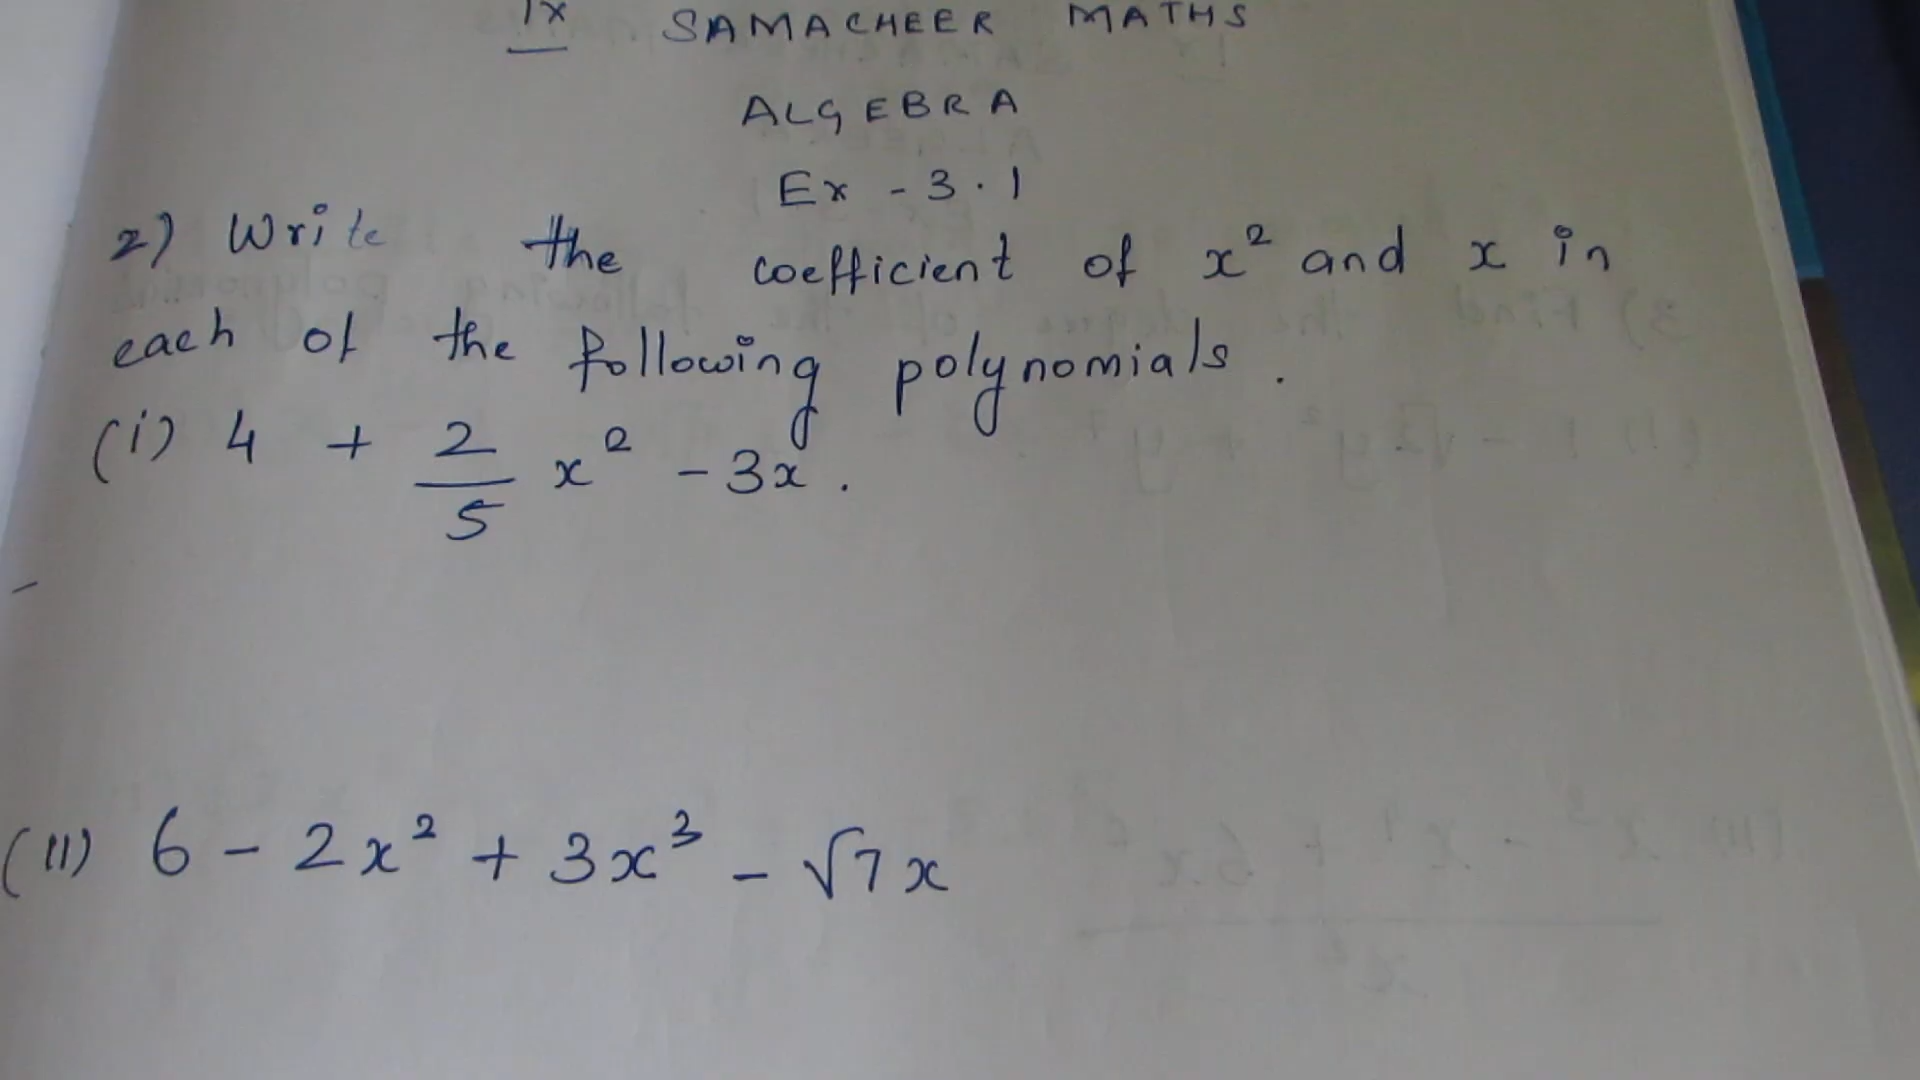 IX SAMACHEER MATHS
ALGEBRA
Ex - 3.1
2) Write the coefficient of x² and x in
each of the following polynomials.
(i) 4 + 2/5 x² - 3x.
(II) 6 - 2x² + 3x³ - √7x